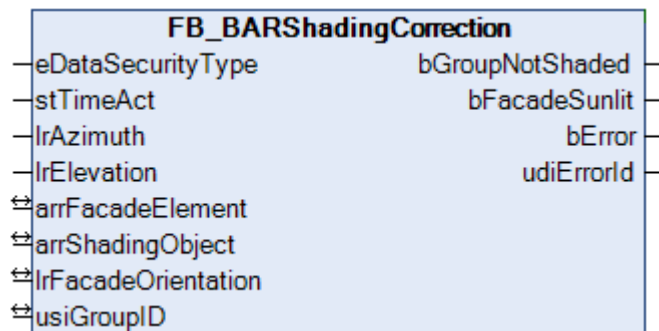 FB_BARShadingCorrection
eDataSecurityType bGroupNotShaded
stTimeAct bFacadeSunlit
lrAzimuth bError
lrElevation udiErrorId
arrFacadeElement
arrShadingObject
lrFacadeOrientation
usiGroupID